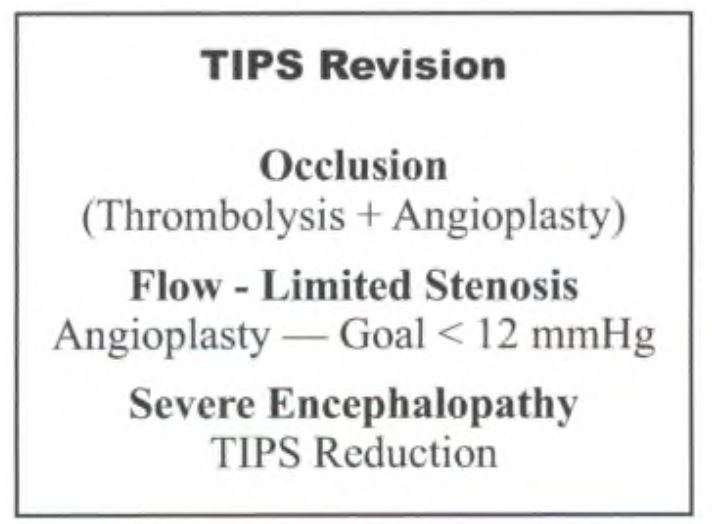 TIPS Revision
Occlusion
(Thrombolysis + Angioplasty)
Flow - Limited Stenosis
Angioplasty — Goal < 12 mmHg
Severe Encephalopathy
TIPS Reduction